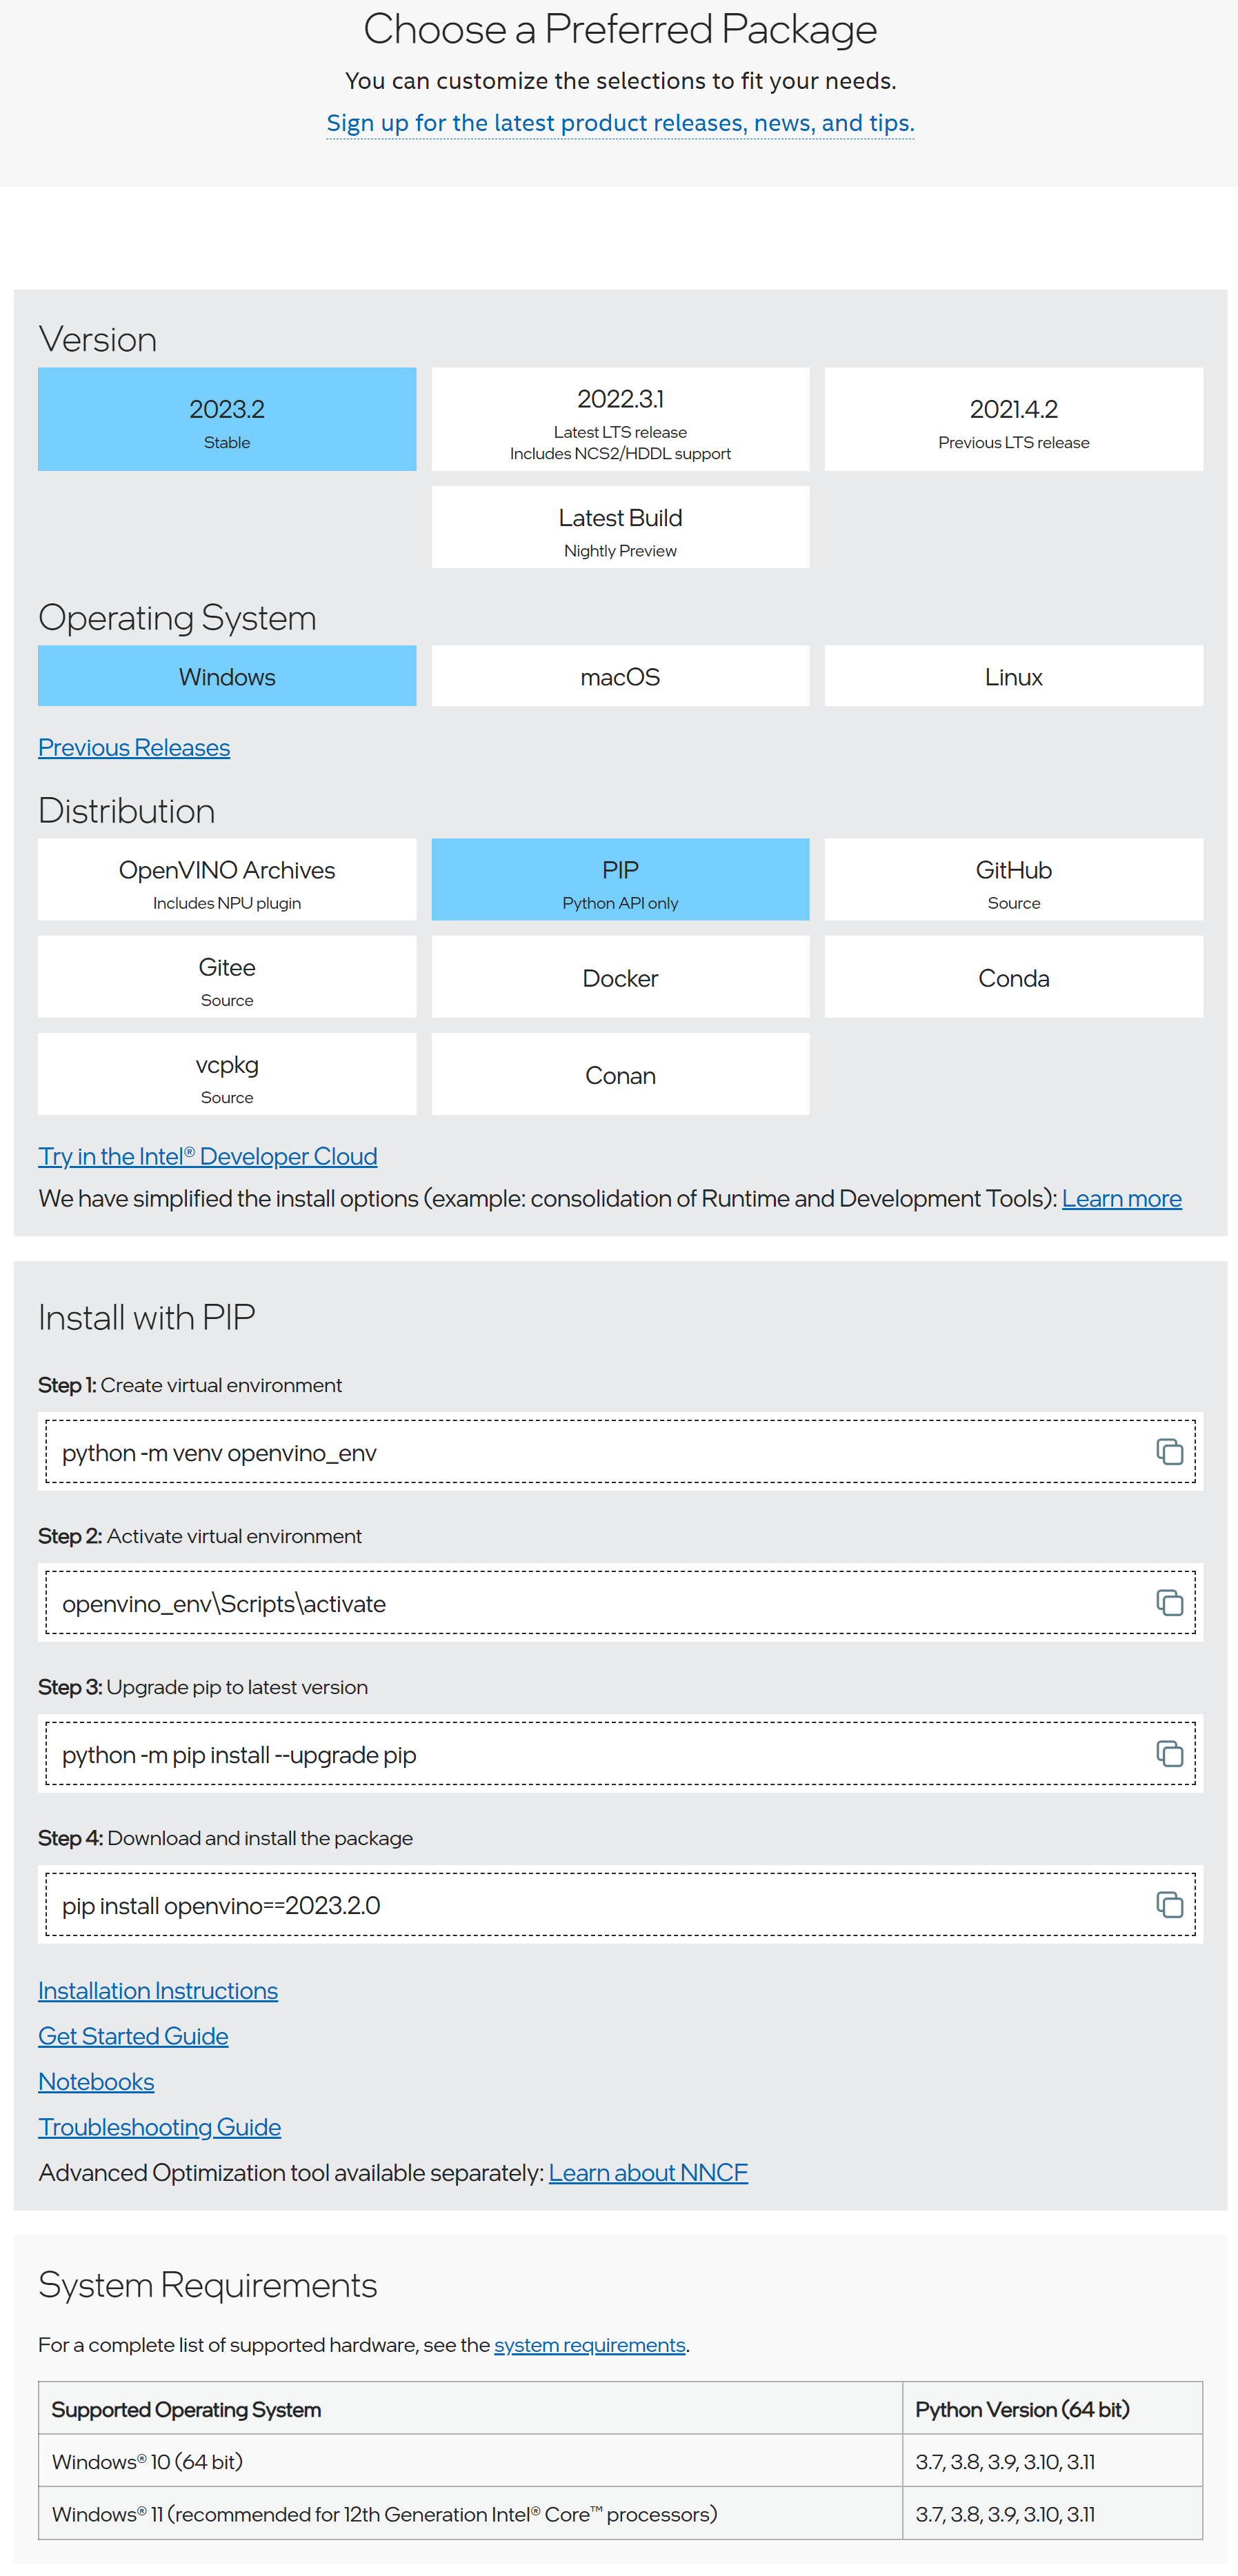 Choose a Preferred Package
You can customize the selections to fit your needs.
Sign up for the latest product releases, news, and tips.
Version
2023.2
Stable
2022.3.1
Latest LTS release
Includes NCS2/HDDL support
2021.4.2
Previous LTS release
Latest Build
Nightly Preview
Operating System
Windows
macOS
Linux
Previous Releases
Distribution
OpenVINO Archives
Includes NPU plugin
PIP
Python API only
GitHub
Source
Gitee
Source
Docker
Conda
vcpkg
Source
Conan
Try in the Intel® Developer Cloud
We have simplified the install options (example: consolidation of Runtime and Development Tools): Learn more
Install with PIP
Step 1: Create virtual environment
python -m venv openvino_env
Step 2: Activate virtual environment
openvino_env\Scripts\activate
Step 3: Upgrade pip to latest version
python -m pip install --upgrade pip
Step 4: Download and install the package
pip install openvino==2023.2.0
Installation Instructions
Get Started Guide
Notebooks
Troubleshooting Guide
Advanced Optimization tool available separately: Learn about NNCF
System Requirements
For a complete list of supported hardware, see the system requirements.
Supported Operating System Python Version (64 bit)
Windows® 10 (64 bit) 3.7, 3.8, 3.9, 3.10, 3.11
Windows® 11 (recommended for 12th Generation Intel® Core™ processors) 3.7, 3.8, 3.9, 3.10, 3.11